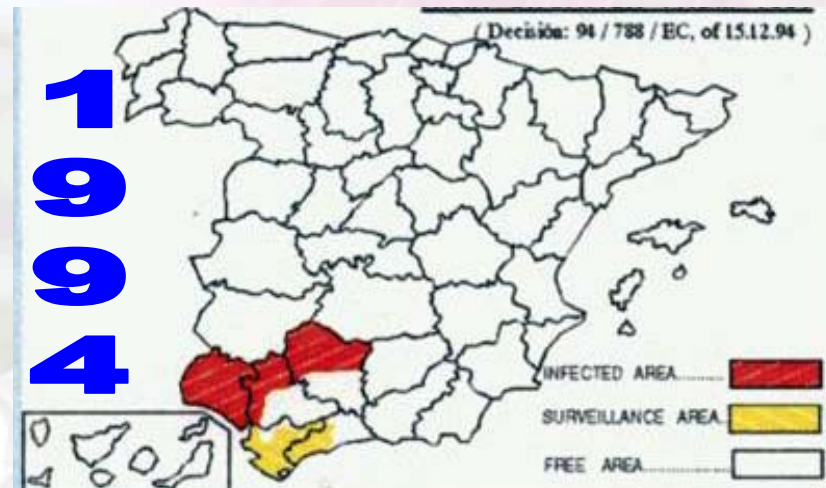 ( Decisión: 94 / 788 / EC, of 15.12.94 )
1
9
9
4
INFECTED AREA..........
SURVEILLANCE AREA..
FREE AREA..................